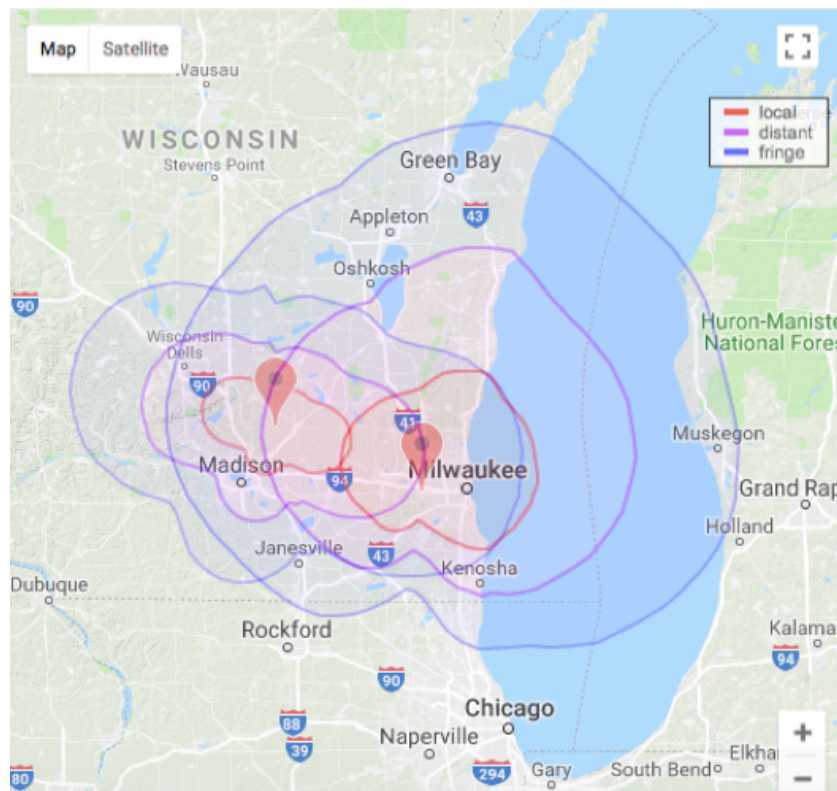 Map Satellite
Wausau
local
distant
fringe
WISCONSIN
Stevens Point
Green Bay
43
Appleton
Oshkosh
90
Huron-Maniste
National Fores
Wisconsin
Dells
90
41
Muskegon
Madison
94
Milwaukee
Grand Rap
Holland
Janesville
43
Kenosha
Dubuque
Rockford
Kalama
94
90
Chicago
88
39
Naperville
+
80
294
Gary
South Bend
Elkha
−